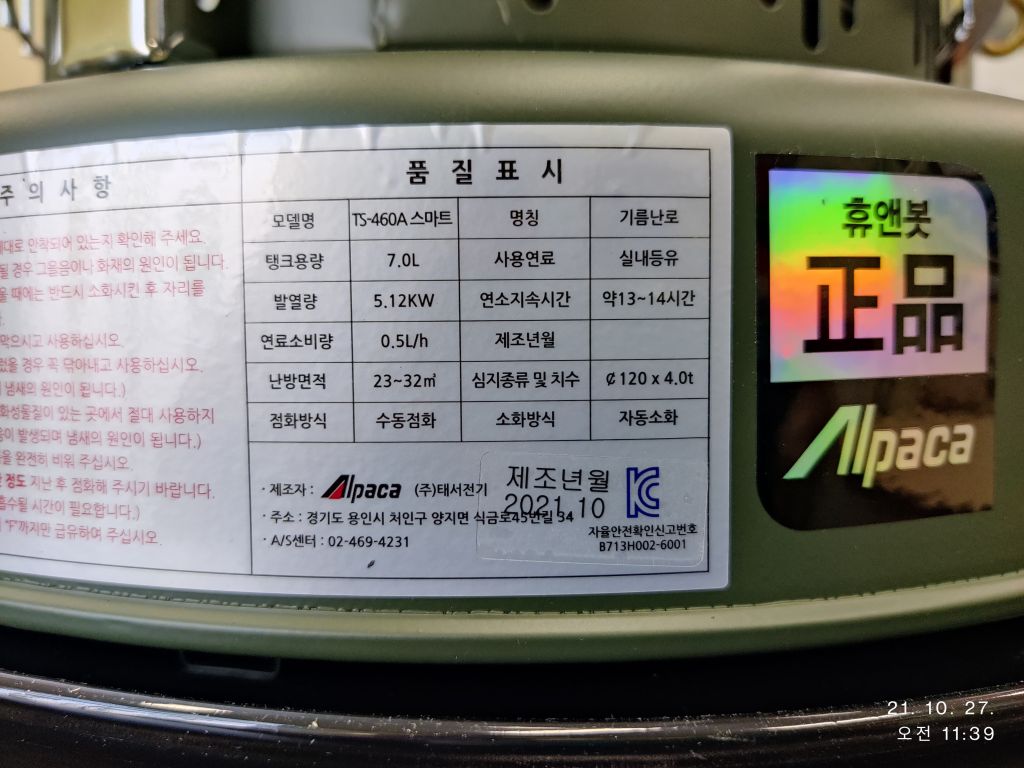 주의사항
안착되어 있는지 확인해 주세요.
될 경우 그을음이나 화재의 원인이 됩니다.
때에는 반드시 소화시킨 후 자리를
막으시고 사용하십시오.
경우 꼭 닦아내고 사용하십시오.
냄새의 원인이 됩니다.)
있는 곳에서 절대 사용하지
발생되며 냄새의 원인이 됩니다.)
완전히 비워 주십시오.
정도 지난 후 점화해 주시기 바랍니다.
시간이 필요합니다.)
"F"까지만 급유하여 주십시오.
품질표시
모델명 TS-460A 스마트 명칭 기름난로
탱크용량 7.0L 사용연료 실내등유
발열량 5.12KW 연소지속시간 약13~14시간
연료소비량 0.5L/h 제조년월
난방면적 23~32㎡ 심지종류 및 치수 ₡120 x 4.0t
점화방식 수동점화 소화방식 자동소화
· 제조자 : Alpaca (주)태서전기
제조년월
2021.10
· 주소 : 경기도 용인시 처인구 양지면 식금로45번길 34
· A/S센터 : 02-469-4231
자율안전확인신고번호
B713H002-6001
휴앤봇
正品
Alpaca
21. 10. 27.
오전 11:39